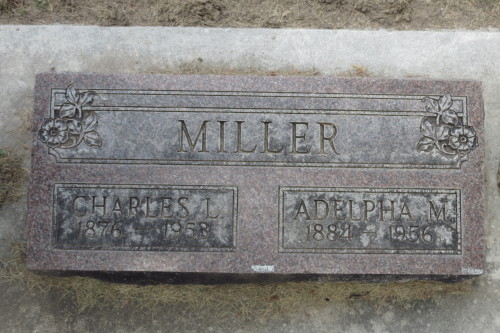 MILLER
CHARLES L.
1876 – 1958
ADELPHA M.
1884 – 1956